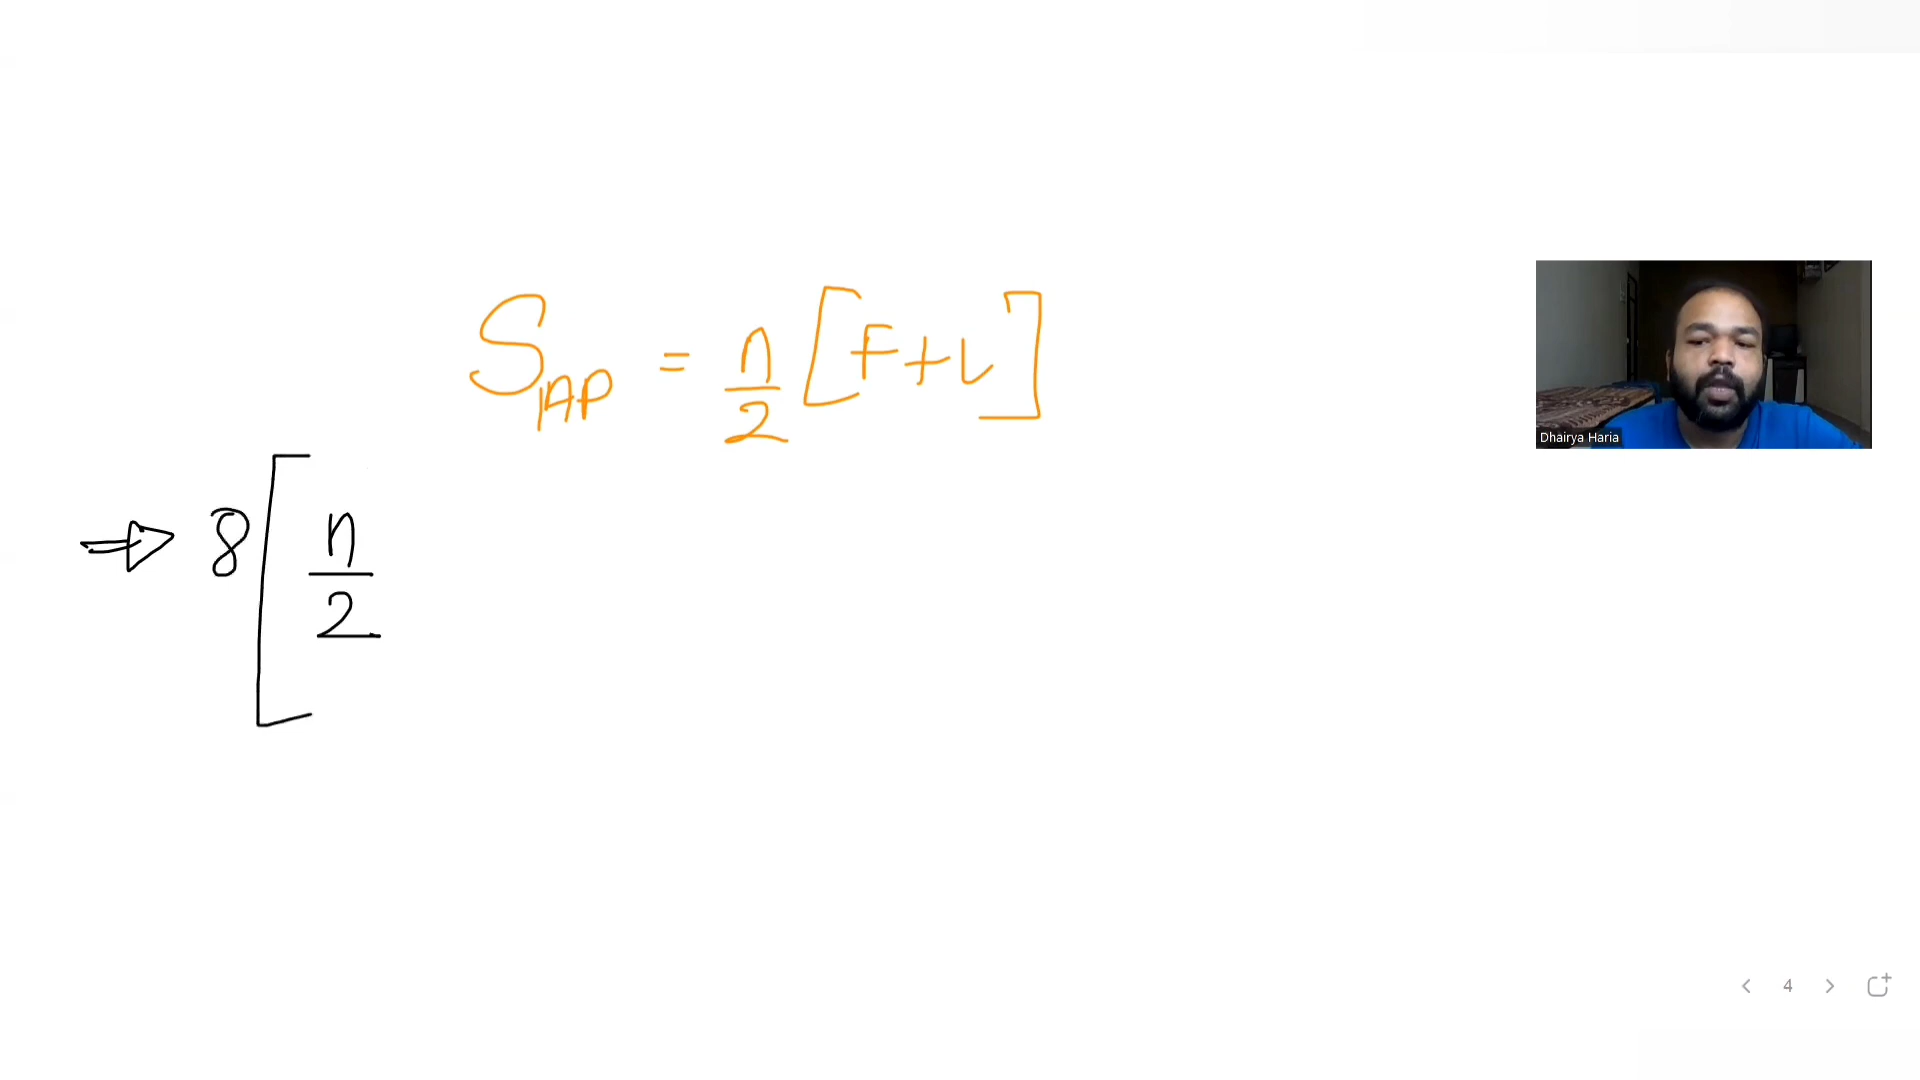 S_AP = n/2 [F+L]
⇒ 8 [ n/2
Dhairya Haria
< 4 >